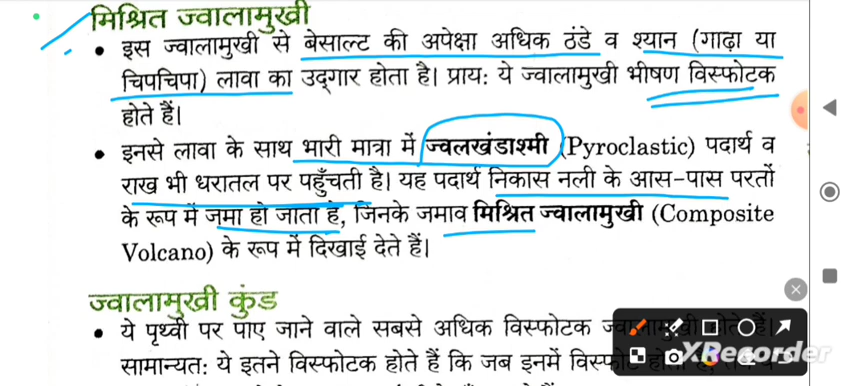 मिश्रित ज्वालामुखी
• इस ज्वालामुखी से बेसाल्ट की अपेक्षा अधिक ठंडे व श्यान (गाढ़ा या
चिपचिपा) लावा का उद्गार होता है। प्राय: ये ज्वालामुखी भीषण विस्फोटक
होते हैं।
• इनसे लावा के साथ भारी मात्रा में ज्वलखंडाश्मी (Pyroclastic) पदार्थ व
राख भी धरातल पर पहुँचती है। यह पदार्थ निकास नली के आस-पास परतों
के रूप में जमा हो जाता है, जिनके जमाव मिश्रित ज्वालामुखी (Composite
Volcano) के रूप में दिखाई देते हैं।
ज्वालामुखी कुंड
• ये पृथ्वी पर पाए जाने वाले सबसे अधिक विस्फोटक ज्वालामुखी होते हैं।
सामान्यत: ये इतने विस्फोटक होते हैं कि जब इनमें
XRecorder